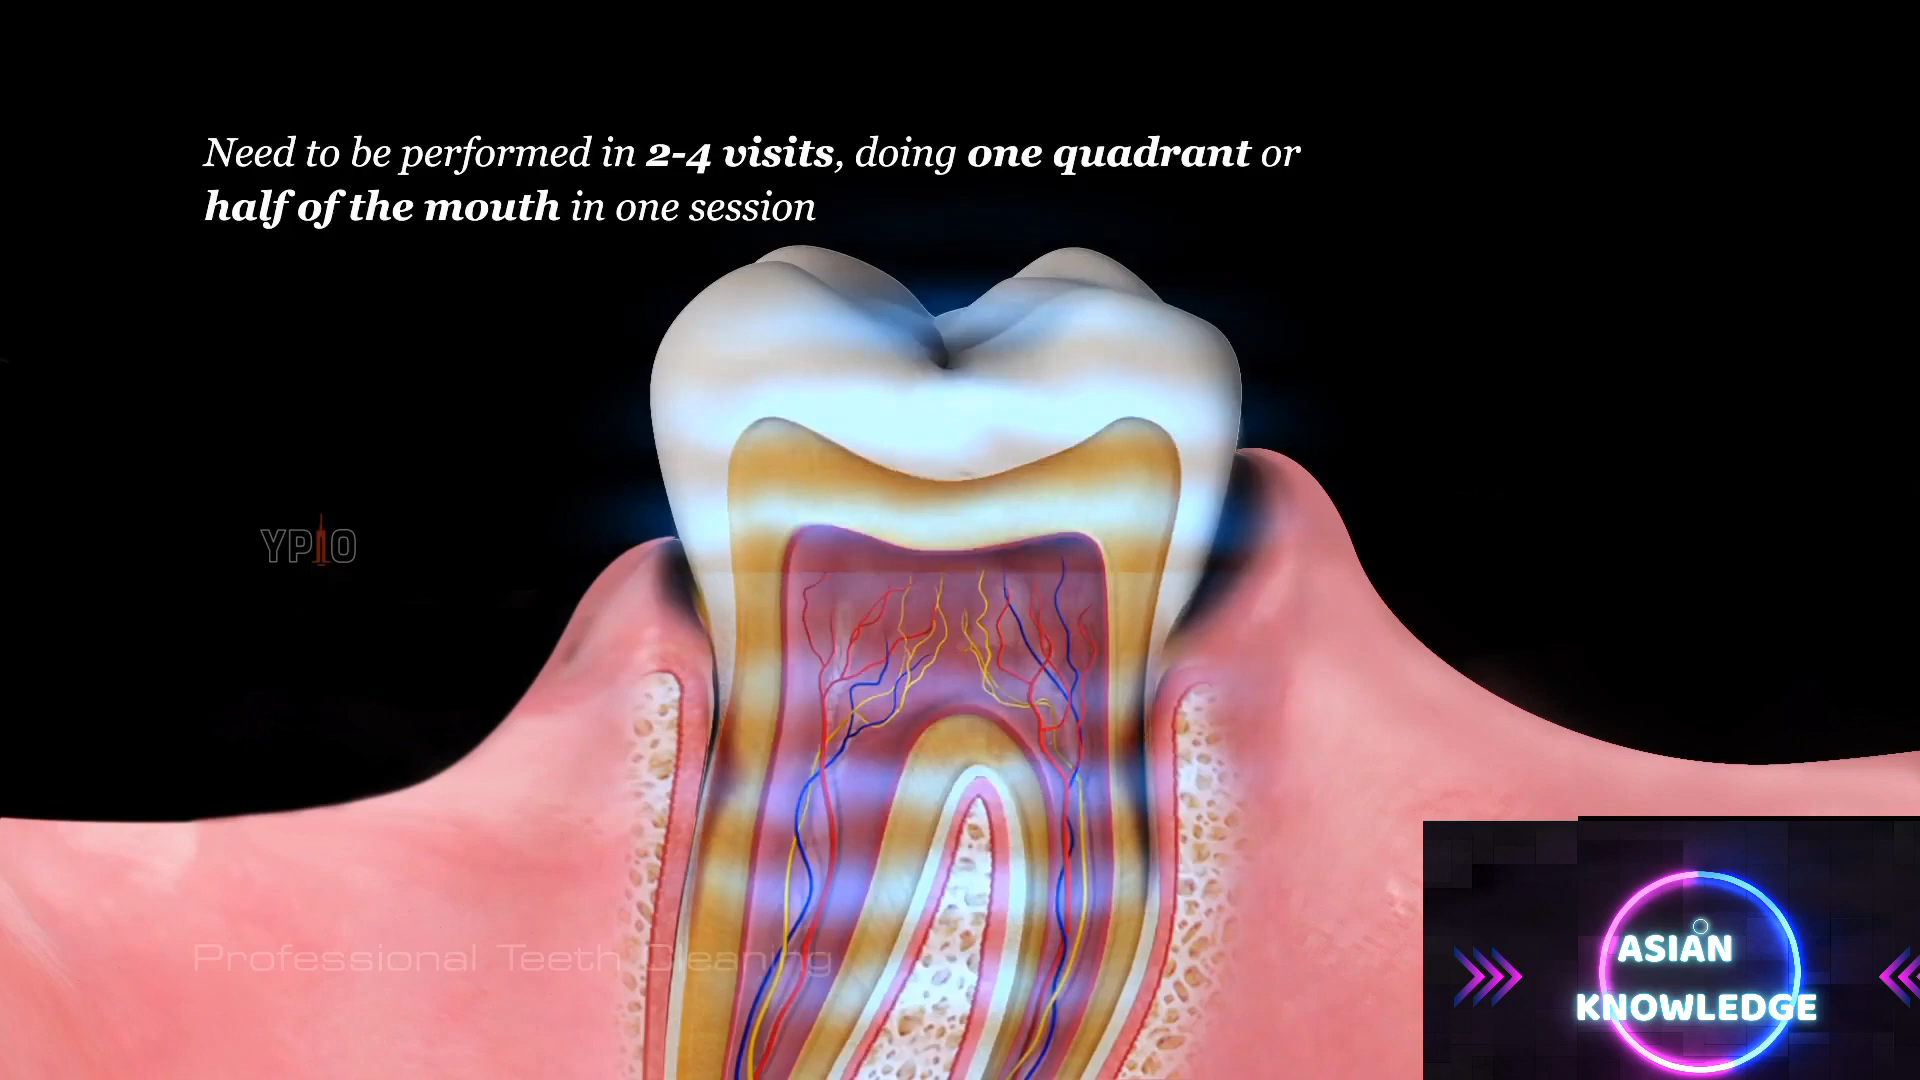 Need to be performed in 2-4 visits, doing one quadrant or
half of the mouth in one session
YPIO
Professional Teeth Cleaning
ASIAN
KNOWLEDGE